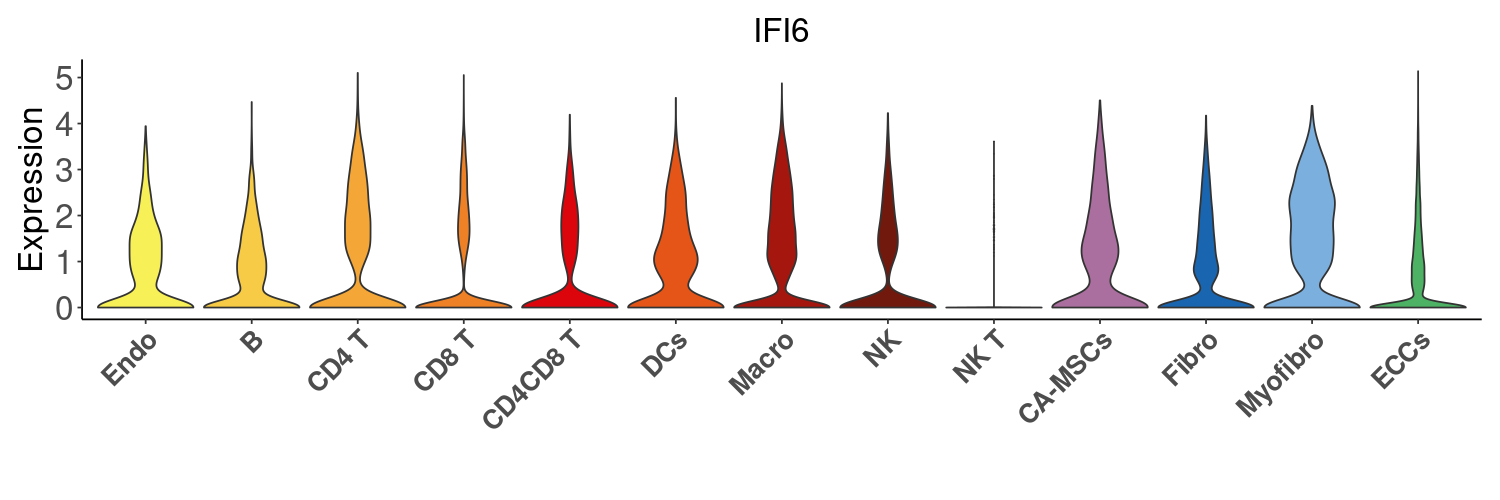 IFI6
Expression
5
4
3
2
1
0
Endo
B
CD4 T
CD8 T
CD4CD8 T
DCs
Macro
NK
NK T
CA-MSCs
Fibro
Myofibro
ECCs